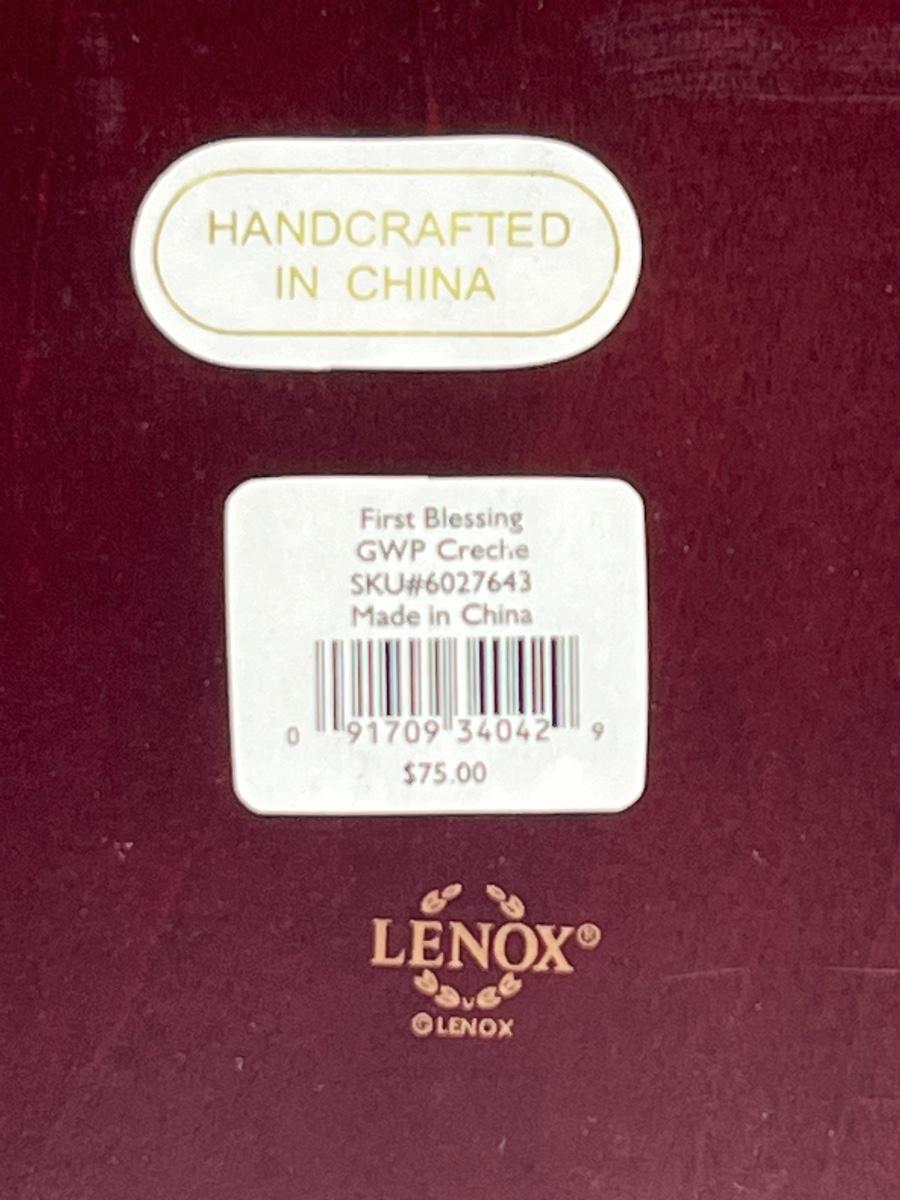 HANDCRAFTED
IN CHINA
First Blessing
GWP Creche
SKU#6027643
Made in China
0 91709 34042 9
$75.00
LENOX®
© LENOX